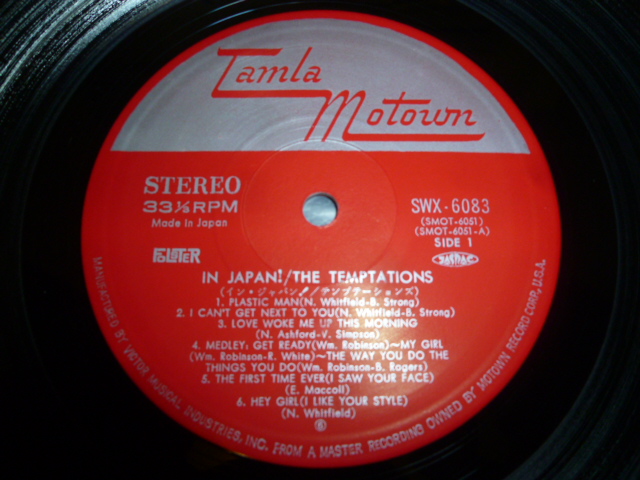 Tamla
Motown
STEREO
33⅓RPM
Made in Japan
SWX-6083
(SMOT-6051)
(SMOT-6051-A)
SIDE 1
JASRAC
IN JAPAN!/THE TEMPTATIONS
(イン・ジャパン!/テンプテーションズ)
1. PLASTIC MAN(N. Whitfield-B. Strong)
2. I CAN'T GET NEXT TO YOU(N. Whitfield-B. Strong)
3. LOVE WOKE ME UP THIS MORNING
(N. Ashford-V. Simpson)
4. MEDLEY; GET READY(Wm. Robinson)~MY GIRL
(Wm. Robinson-R. White)~THE WAY YOU DO THE
THINGS YOU DO(Wm. Robinson-B. Rogers)
5. THE FIRST TIME EVER(I SAW YOUR FACE)
(E. Maccoll)
6. HEY GIRL(I LIKE YOUR STYLE)
(N. Whitfield)
⑥
MANUFACTURED BY VICTOR MUSICAL INDUSTRIES, INC. FROM A MASTER RECORDING OWNED BY MOTOWN RECORD CORP., U.S.A.